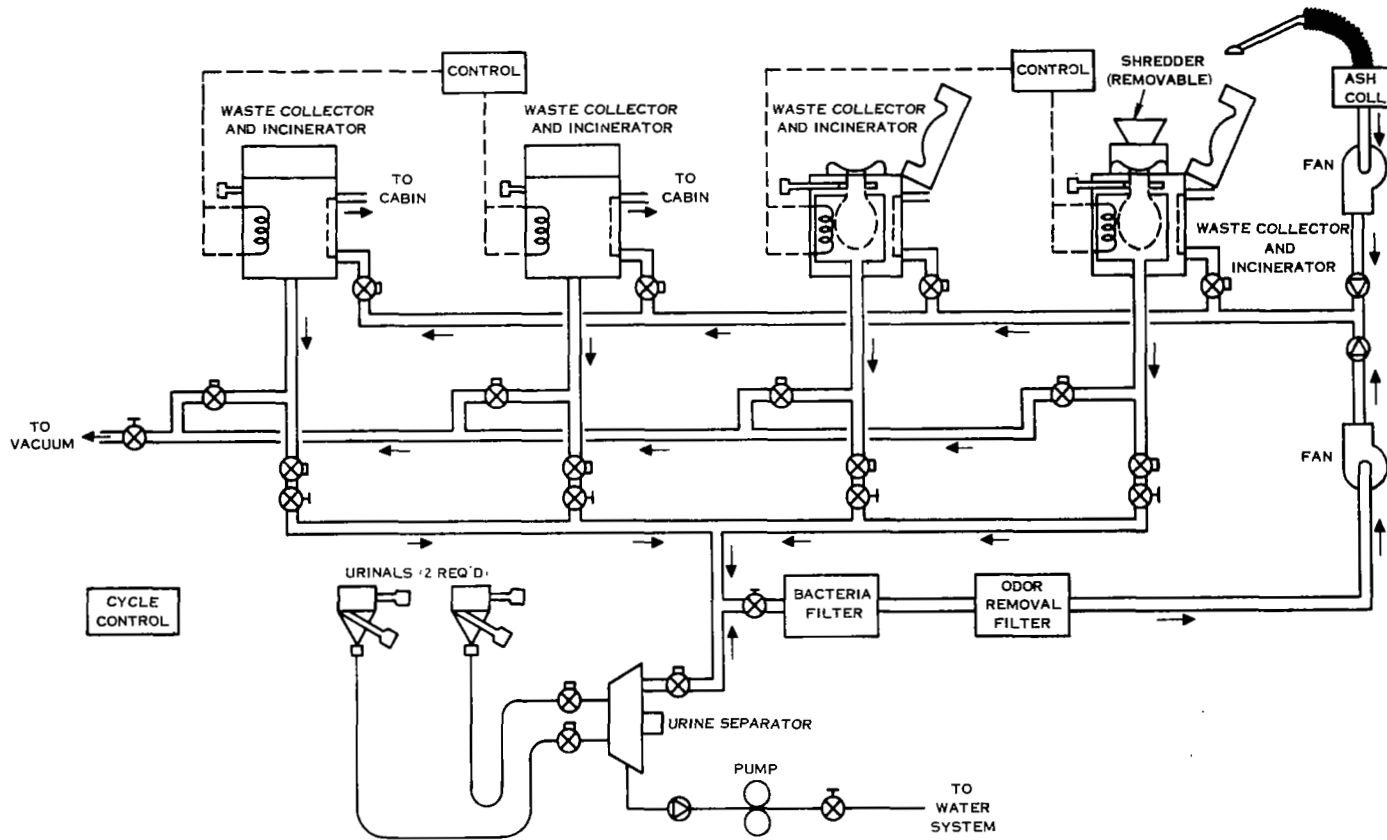 CONTROL
CONTROL
SHREDDER
(REMOVABLE)
ASH
COLL
WASTE COLLECTOR
AND INCINERATOR
WASTE COLLECTOR
AND INCINERATOR
WASTE COLLECTOR
AND INCINERATOR
FAN
TO
CABIN
TO
CABIN
WASTE COLLECTOR
AND
INCINERATOR
TO
VACUUM
FAN
URINALS (2 REQ'D)
CYCLE
CONTROL
BACTERIA
FILTER
ODOR
REMOVAL
FILTER
URINE SEPARATOR
PUMP
TO
WATER
SYSTEM